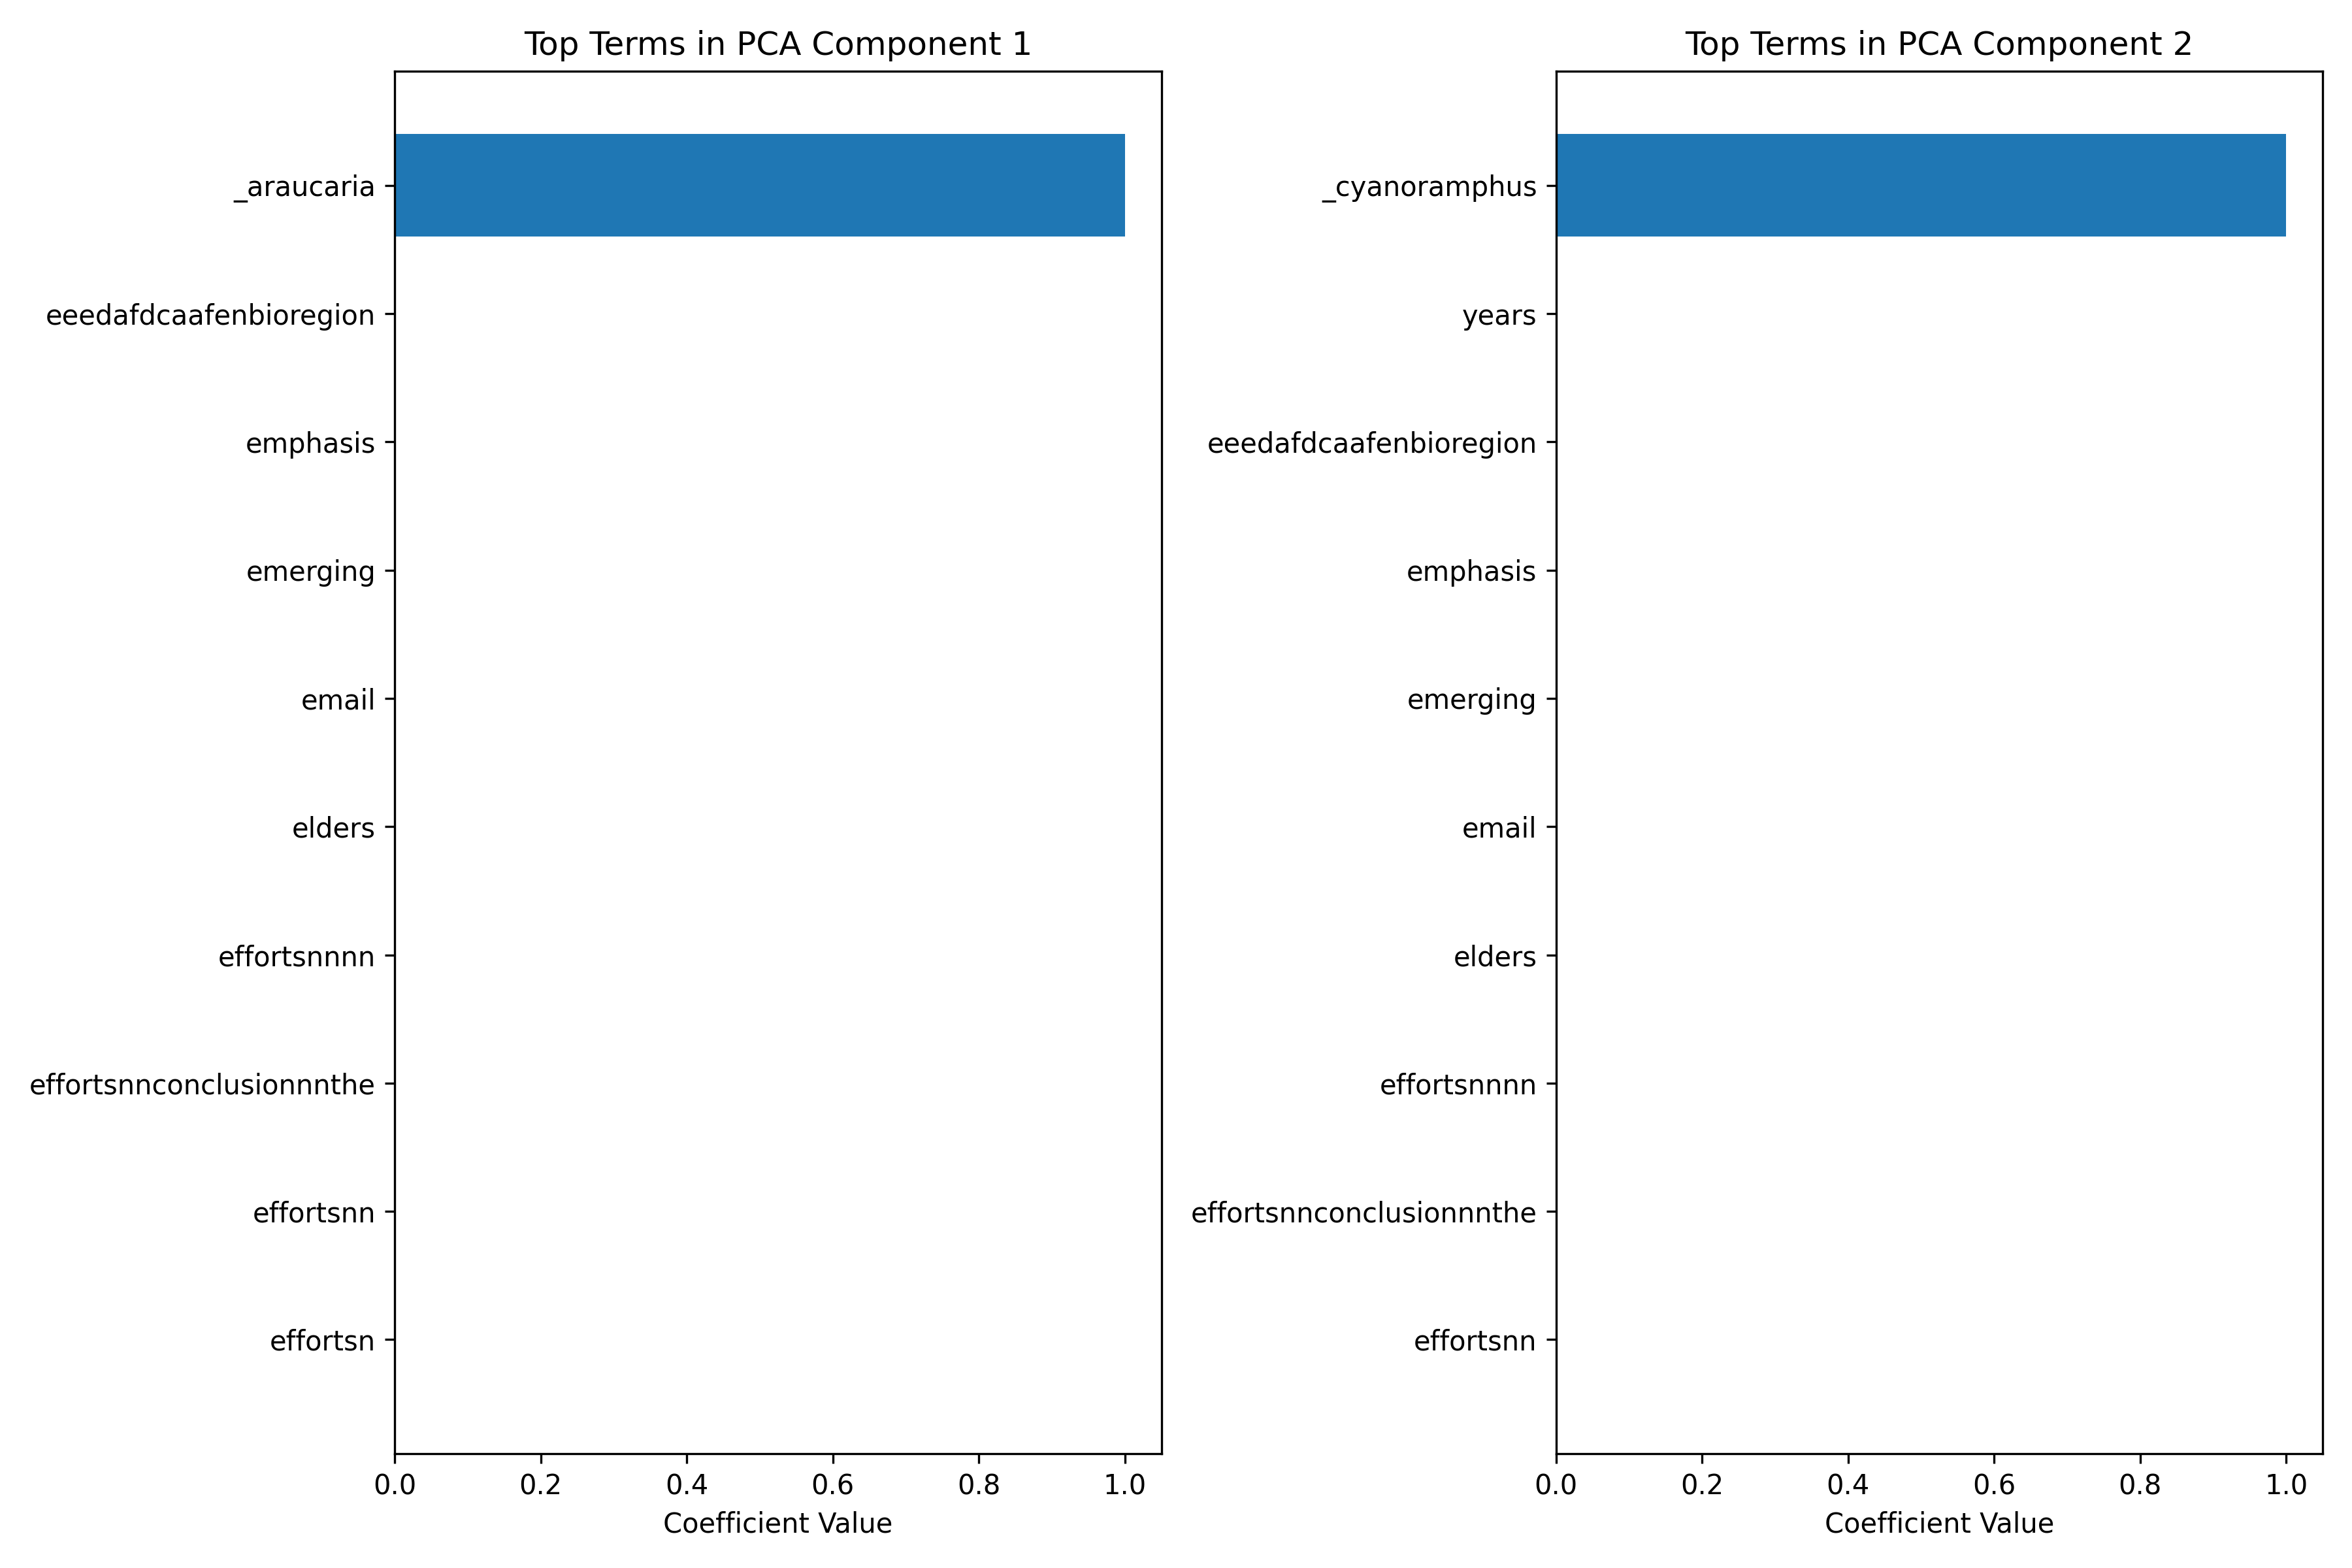 Top Terms in PCA Component 1
_araucaria
eeedafdcaafenbioregion
emphasis
emerging
email
elders
effortsnnnn
effortsnnconclusionnnthe
effortsnn
effortsn
0.0 0.2 0.4 0.6 0.8 1.0
Coefficient Value
Top Terms in PCA Component 2
_cyanoramphus
years
eeedafdcaafenbioregion
emphasis
emerging
email
elders
effortsnnnn
effortsnnconclusionnnthe
effortsnn
0.0 0.2 0.4 0.6 0.8 1.0
Coefficient Value